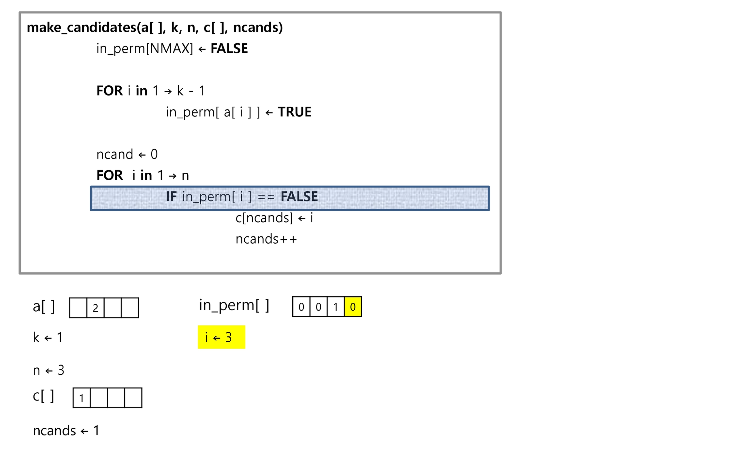 make_candidates(a[ ], k, n, c[ ], ncands)
in_perm[NMAX] ← FALSE
FOR i in 1 → k - 1
in_perm[ a[ i ] ] ← TRUE
ncand ← 0
FOR i in 1 → n
IF in_perm[ i ] == FALSE
c[ncands] ← i
ncands++
a[ ] 2 in_perm[ ] 0 0 1 0
k ← 1 i ← 3
n ← 3
c[ ] 1
ncands ← 1